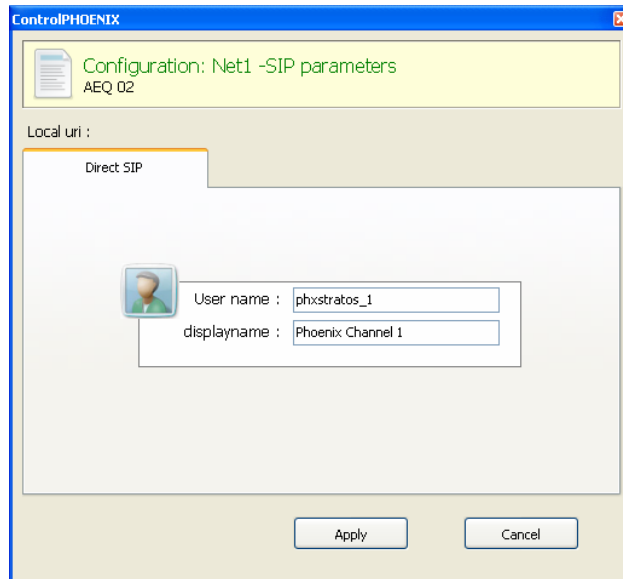 ControlPHOENIX
Configuration: Net1 -SIP parameters
AEQ 02
Local uri :
Direct SIP
User name : phxstratos_1
displayname : Phoenix Channel 1
Apply Cancel